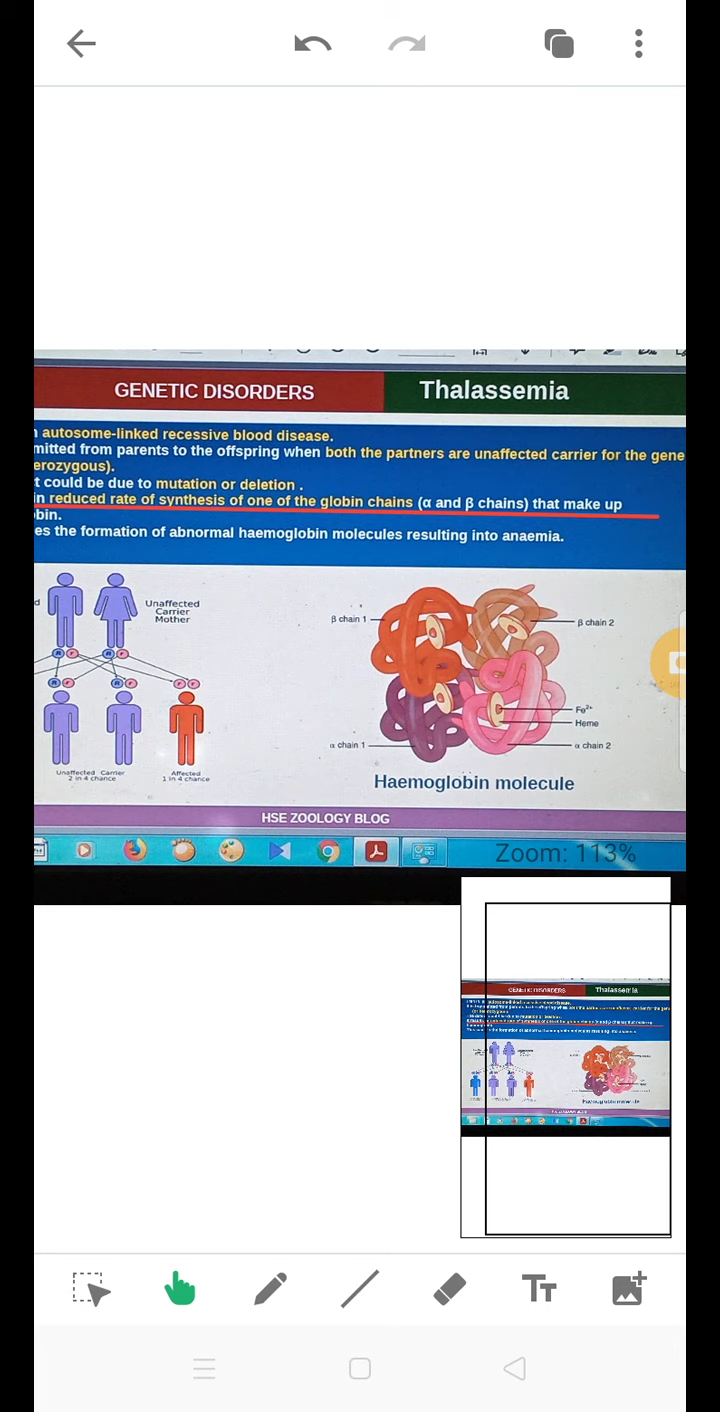 GENETIC DISORDERS
Thalassemia
autosome-linked recessive blood disease.
mitted from parents to the offspring when both the partners are unaffected carrier for the gene
erozygous).
t could be due to mutation or deletion .
in reduced rate of synthesis of one of the globin chains (α and β chains) that make up
bin.
es the formation of abnormal haemoglobin molecules resulting into anaemia.
d
Unaffected
Carrier
Mother
R r
R r
R r
R r
r r
Unaffected Carrier
2 in 4 chance
Affected
1 in 4 chance
β chain 1
β chain 2
Fe²⁺
Heme
α chain 1
α chain 2
Haemoglobin molecule
HSE ZOOLOGY BLOG
Zoom: 113%
GENETIC DISORDERS
Thalassemia
Haemoglobin molecule
TT